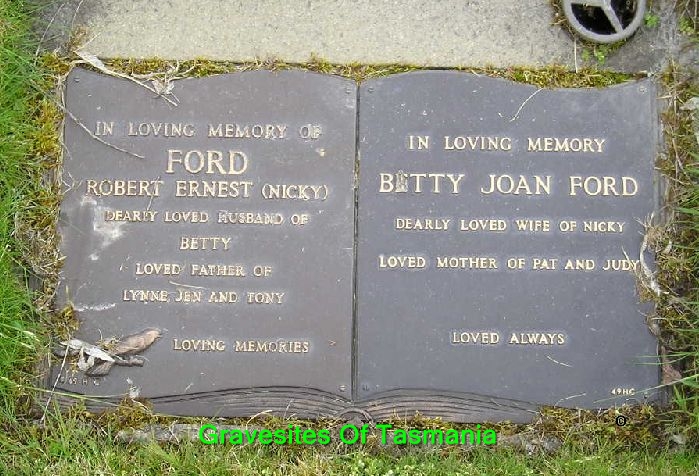 IN LOVING MEMORY OF
FORD
ROBERT ERNEST (NICKY)
DEARLY LOVED HUSBAND OF
BETTY
LOVED FATHER OF
LYNNE, JEN AND TONY
LOVING MEMORIES
49 H G
IN LOVING MEMORY
BETTY JOAN FORD
DEARLY LOVED WIFE OF NICKY
LOVED MOTHER OF PAT AND JUDY
LOVED ALWAYS
49HG
Gravesites Of Tasmania